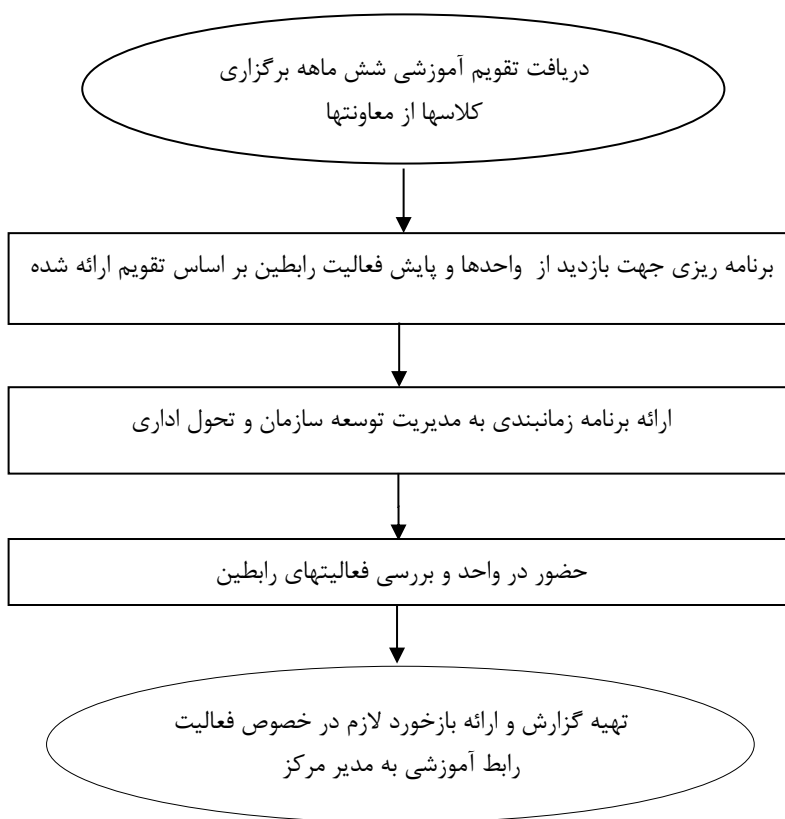 دریافت تقویم آموزشی شش ماهه برگزاری
کلاسها از معاونتها
برنامه ریزی جهت بازدید از واحدها و پایش فعالیت رابطین بر اساس تقویم ارائه شده
ارائه برنامه زمانبندی به مدیریت توسعه سازمان و تحول اداری
حضور در واحد و بررسی فعالیتهای رابطین
تهیه گزارش و ارائه بازخورد لازم در خصوص فعالیت
رابط آموزشی به مدیر مرکز